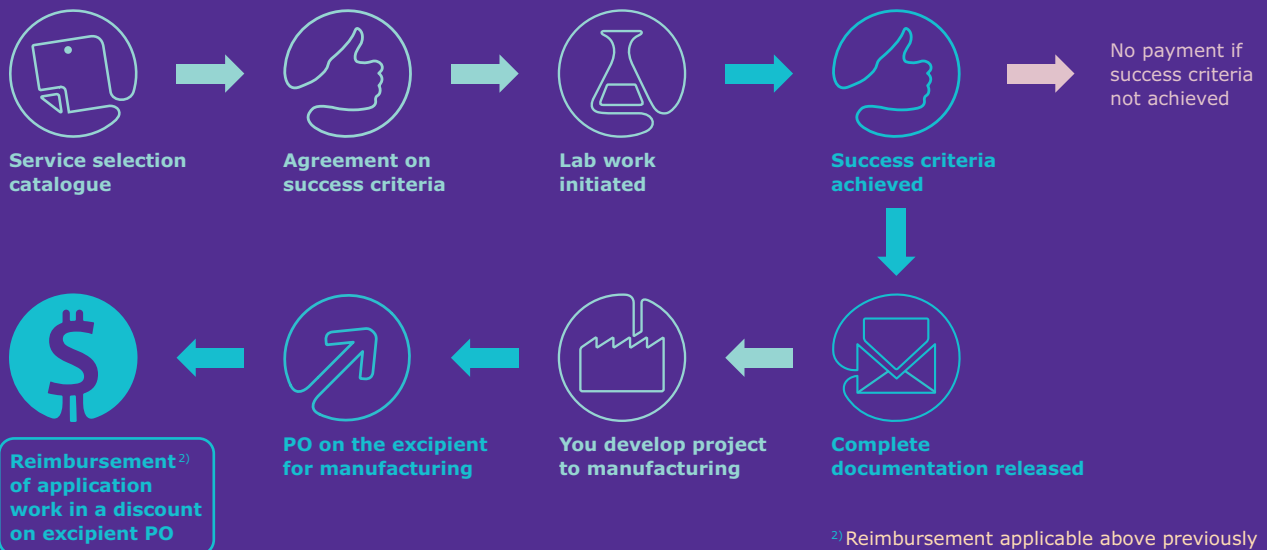 No payment if
success criteria
not achieved
Service selection
catalogue
Agreement on
success criteria
Lab work
initiated
Success criteria
achieved
Reimbursement 2)
of application
work in a discount
on excipient PO
PO on the excipient
for manufacturing
You develop project
to manufacturing
Complete
documentation released
2) Reimbursement applicable above previously